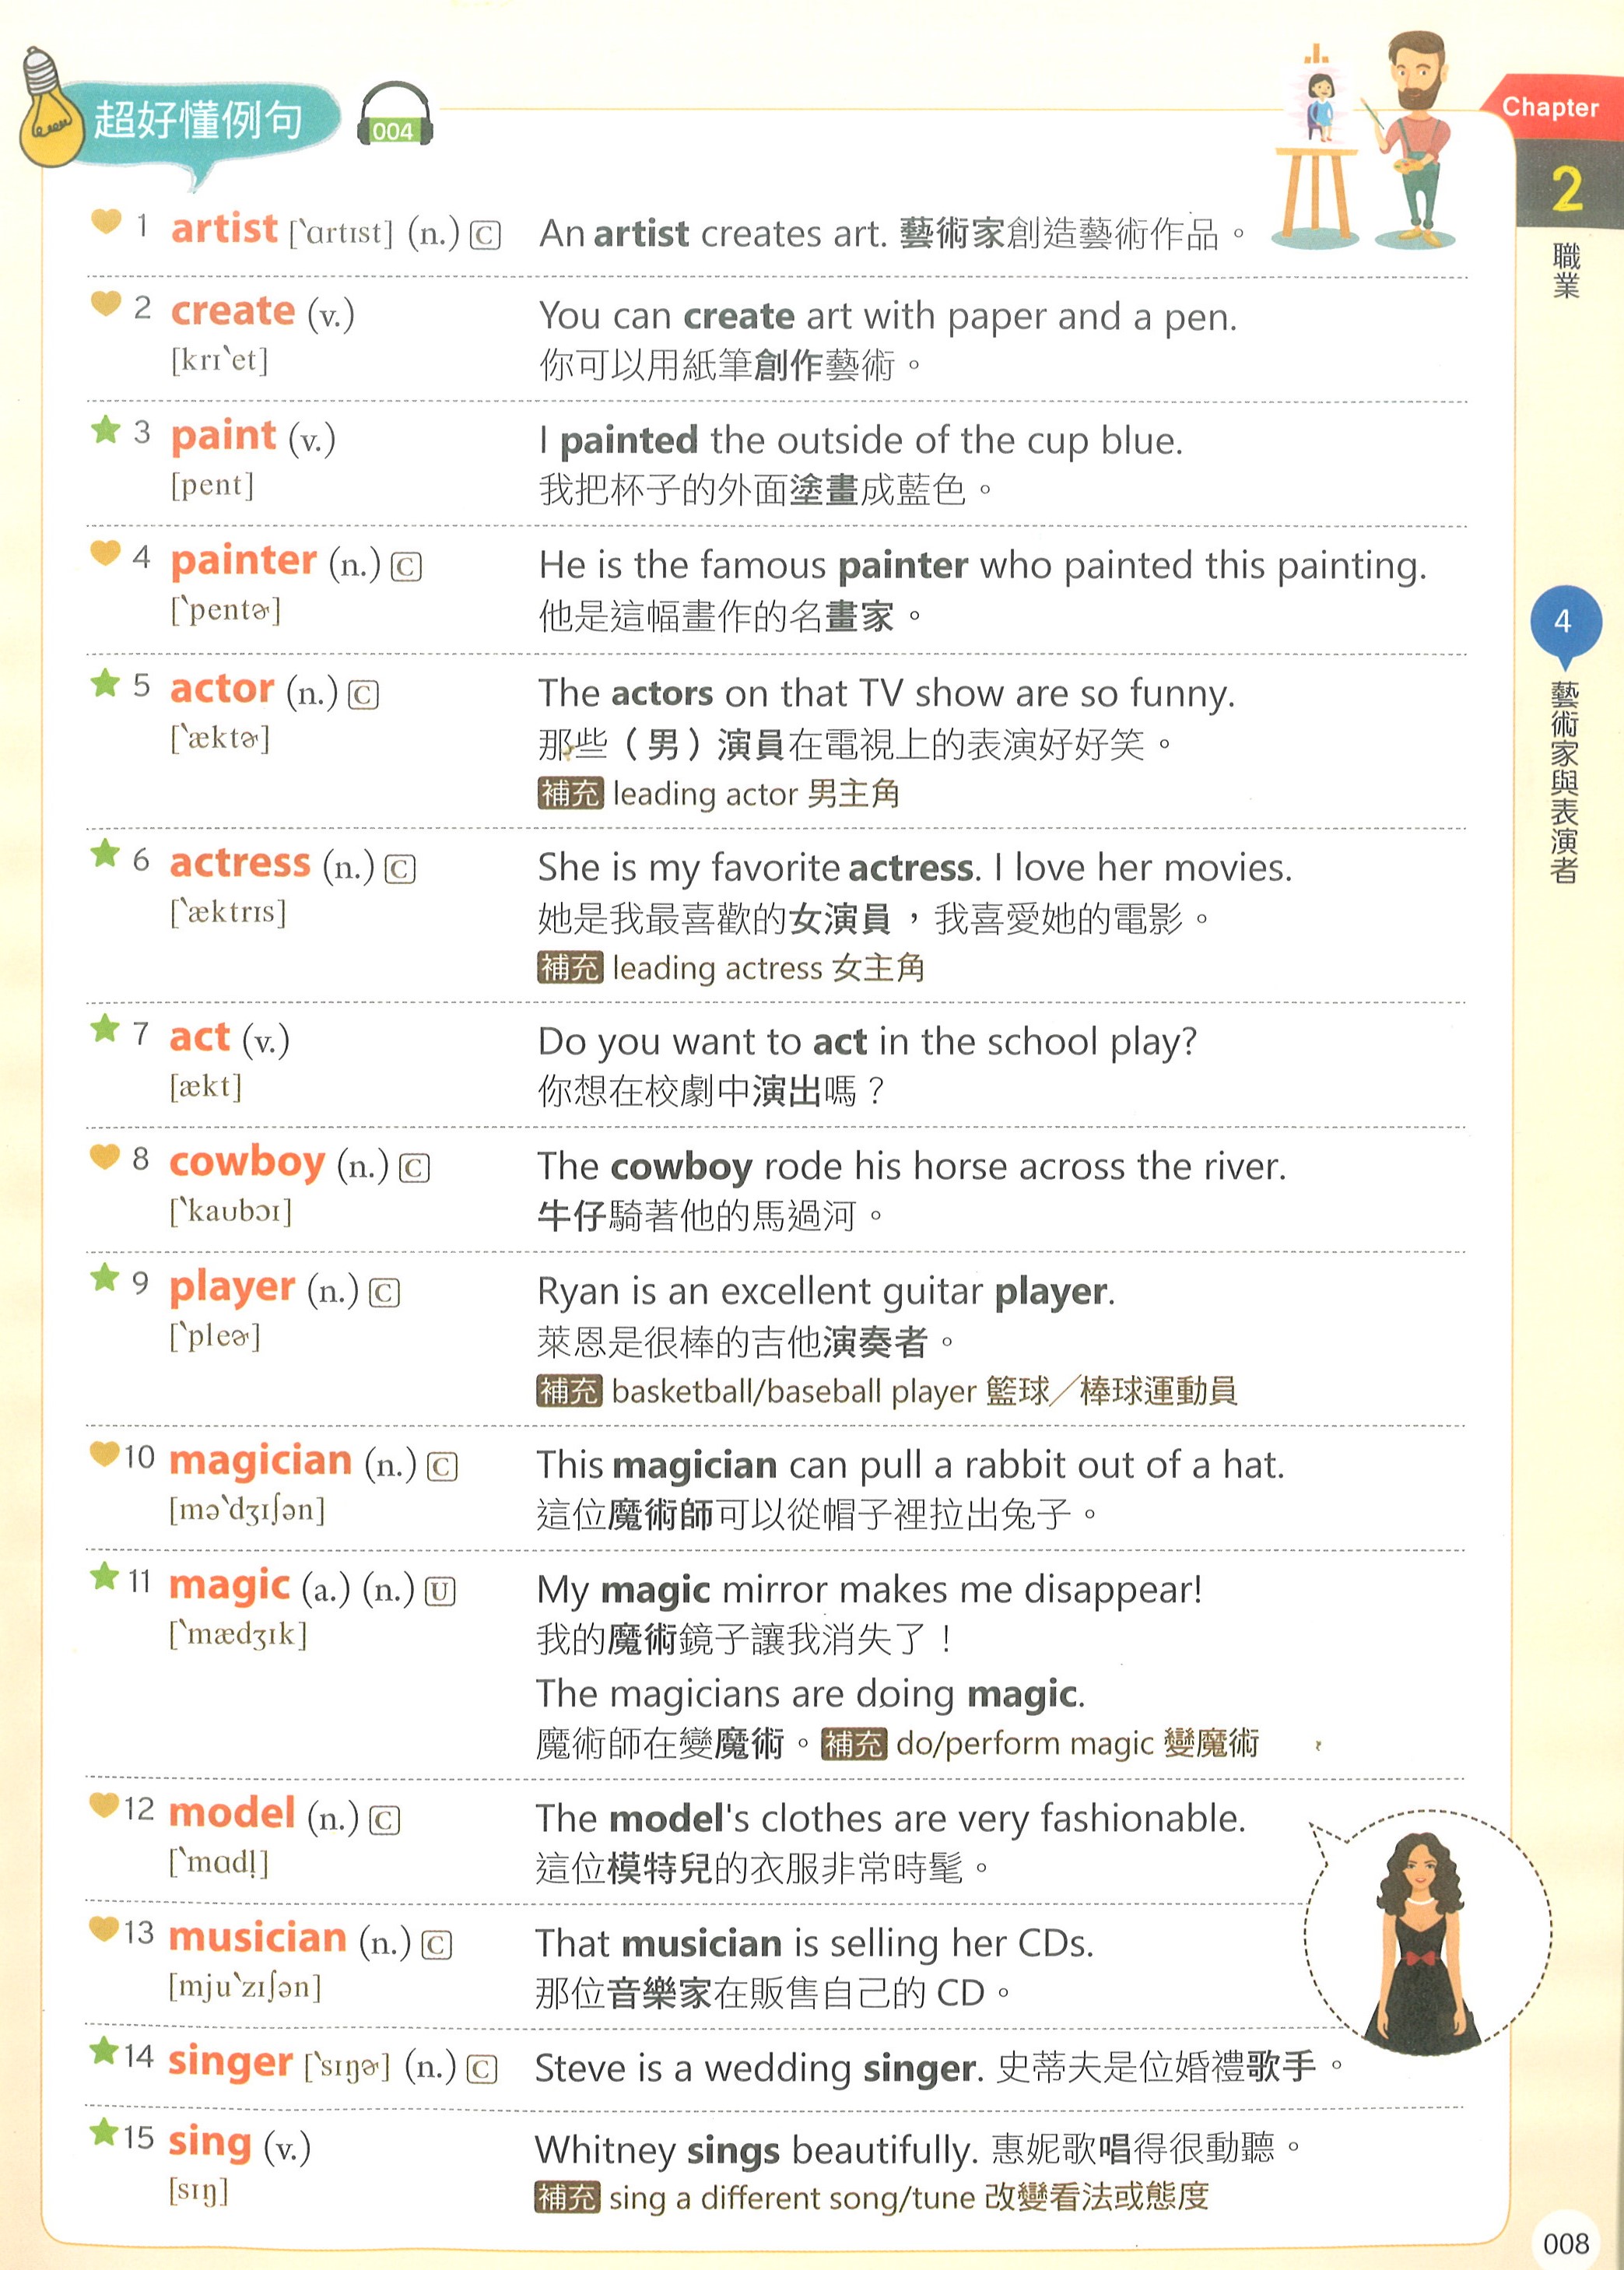 超好懂例句 004
Chapter
2
職業
4
藝術家與表演者
1 artist [ˋɑrtɪst] (n.) C An artist creates art. 藝術家創造藝術作品。
2 create (v.) You can create art with paper and a pen.
[krɪˋet] 你可以用紙筆創作藝術。
3 paint (v.) I painted the outside of the cup blue.
[pent] 我把杯子的外面塗畫成藍色。
4 painter (n.) C He is the famous painter who painted this painting.
[ˋpentɚ] 他是這幅畫作的名畫家。
5 actor (n.) C The actors on that TV show are so funny.
[ˋæktɚ] 那些（男）演員在電視上的表演好好笑。
補充 leading actor 男主角
6 actress (n.) C She is my favorite actress. I love her movies.
[ˋæktrɪs] 她是我最喜歡的女演員，我喜愛她的電影。
補充 leading actress 女主角
7 act (v.) Do you want to act in the school play?
[ækt] 你想在校劇中演出嗎？
8 cowboy (n.) C The cowboy rode his horse across the river.
[ˋkaʊbɔɪ] 牛仔騎著他的馬過河。
9 player (n.) C Ryan is an excellent guitar player.
[ˋpleɚ] 萊恩是很棒的吉他演奏者。
補充 basketball/baseball player 籃球／棒球運動員
10 magician (n.) C This magician can pull a rabbit out of a hat.
[məˋdʒɪʃən] 這位魔術師可以從帽子裡拉出兔子。
11 magic (a.) (n.) U My magic mirror makes me disappear!
[ˋmædʒɪk] 我的魔術鏡子讓我消失了！
The magicians are doing magic.
魔術師在變魔術。 補充 do/perform magic 變魔術
12 model (n.) C The model's clothes are very fashionable.
[ˋmɑdḷ] 這位模特兒的衣服非常時髦。
13 musician (n.) C That musician is selling her CDs.
[mjuˋzɪʃən] 那位音樂家在販售自己的 CD。
14 singer [ˋsɪŋɚ] (n.) C Steve is a wedding singer. 史蒂夫是位婚禮歌手。
15 sing (v.) Whitney sings beautifully. 惠妮歌唱得很動聽。
[sɪŋ] 補充 sing a different song/tune 改變看法或態度
008